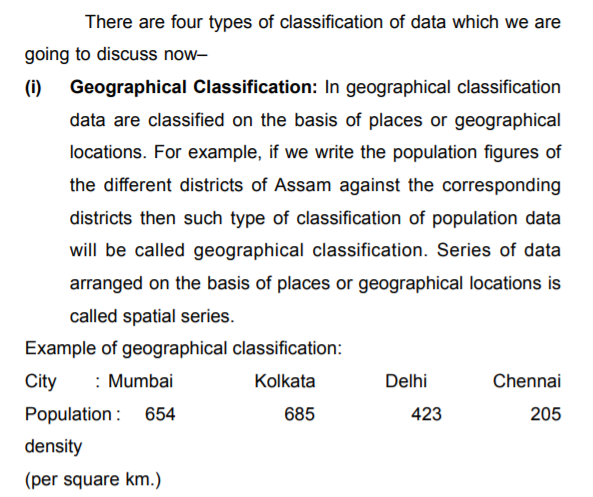 There are four types of classification of data which we are
going to discuss now–
(i) Geographical Classification: In geographical classification
data are classified on the basis of places or geographical
locations. For example, if we write the population figures of
the different districts of Assam against the corresponding
districts then such type of classification of population data
will be called geographical classification. Series of data
arranged on the basis of places or geographical locations is
called spatial series.
Example of geographical classification:
City : Mumbai Kolkata Delhi Chennai
Population : 654 685 423 205
density
(per square km.)